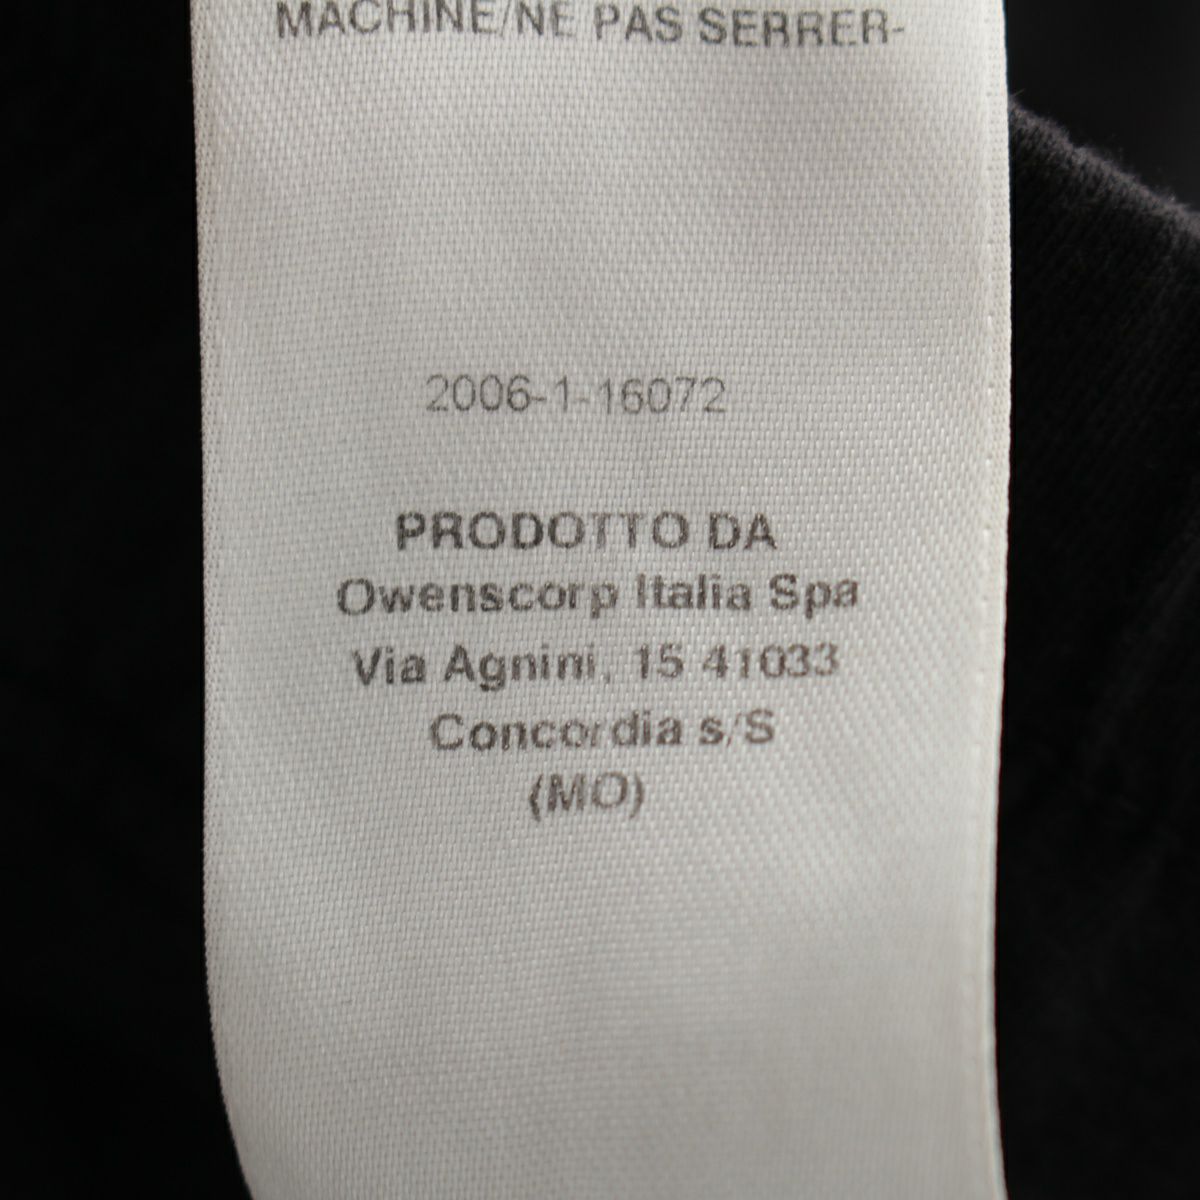 MACHINE/NE PAS SERRER-
2006-1-16072
PRODOTTO DA
Owenscorp Italia Spa
Via Agnini, 15 41033
Concordia s/S
(MO)